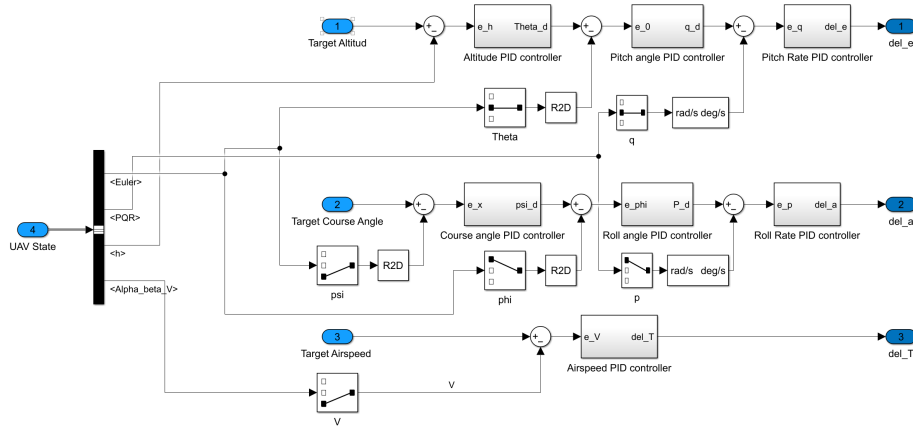 1
Target Altitud
+
_
e_h
Theta_d
Altitude PID controller
+
_
e_0
q_d
Pitch angle PID controller
+
_
e_q
del_e
Pitch Rate PID controller
1
del_e
Theta
R2D
q
rad/s deg/s
<Euler>
<PQR>
<h>
<Alpha_beta_V>
4
UAV State
2
Target Course Angle
+
_
e_x
psi_d
Course angle PID controller
+
_
e_phi
P_d
Roll angle PID controller
+
_
e_p
del_a
Roll Rate PID controller
2
del_a
psi
R2D
phi
R2D
p
rad/s deg/s
3
Target Airspeed
+
_
e_V
del_T
Airspeed PID controller
3
del_T
V
V